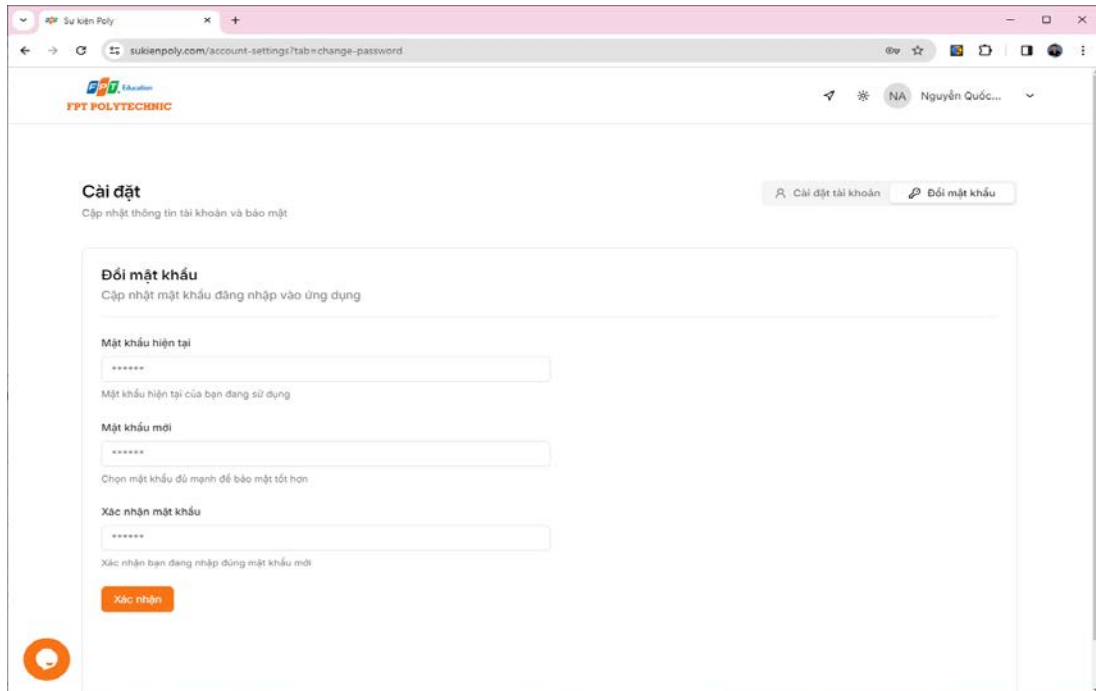 Sự kiện Poly
sukienpoly.com/account-settings?tab=change-password
FPT Education
FPT POLYTECHNIC
NA Nguyễn Quốc...
Cài đặt
Cập nhật thông tin tài khoản và bảo mật
Cài đặt tài khoản
Đổi mật khẩu
Đổi mật khẩu
Cập nhật mật khẩu đăng nhập vào ứng dụng
Mật khẩu hiện tại
******
Mật khẩu hiện tại của bạn đang sử dụng
Mật khẩu mới
******
Chọn mật khẩu đủ mạnh để bảo mật tốt hơn
Xác nhận mật khẩu
******
Xác nhận bạn đang nhập đúng mật khẩu mới
Xác nhận